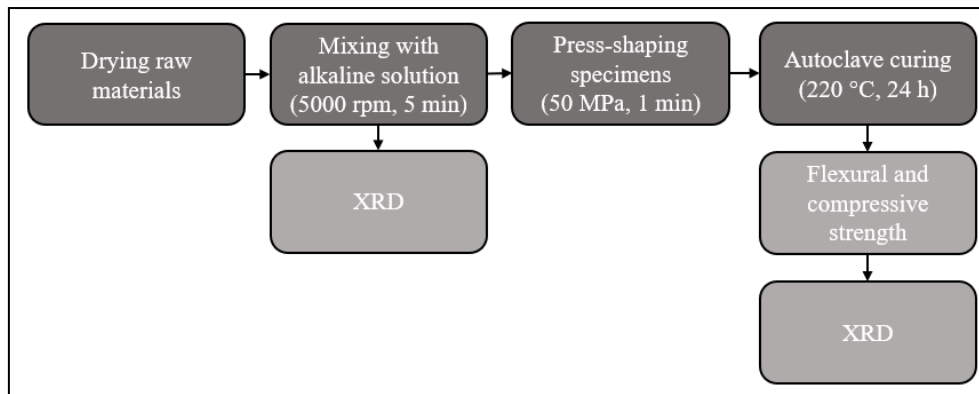 Drying raw
materials
Mixing with
alkaline solution
(5000 rpm, 5 min)
Press-shaping
specimens
(50 MPa, 1 min)
Autoclave curing
(220 °C, 24 h)
XRD
Flexural and
compressive
strength
XRD